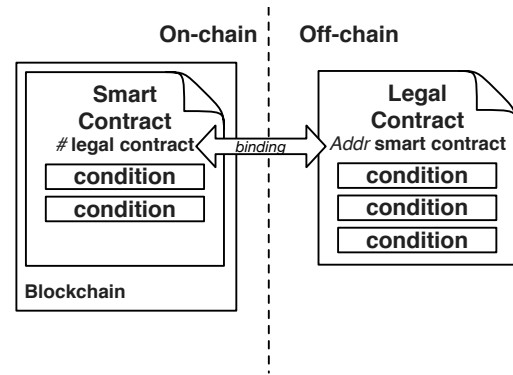 On-chain
Off-chain
Smart
Contract
# legal contract
condition
condition
Blockchain
binding
Legal
Contract
Addr smart contract
condition
condition
condition